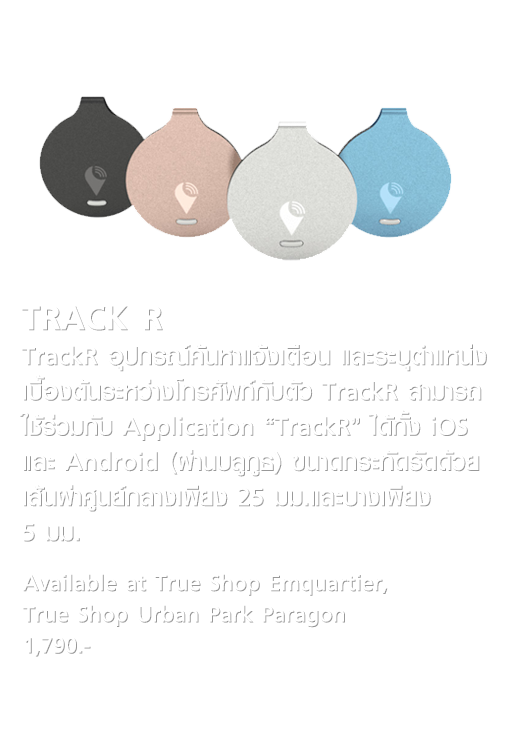 TRACK R
TrackR อุปกรณ์ค้นหาแจ้งเตือน และระบุตำแหน่ง
เบื้องต้นระหว่างโทรศัพท์กับตัว TrackR สามารถ
ใช้ร่วมกับ Application “TrackR” ได้ทั้ง iOS
และ Android (ผ่านบลูทูธ) ขนาดกระทัดรัดด้วย
เส้นผ่าศูนย์กลางเพียง 25 มม.และบางเพียง
5 มม.
Available at True Shop Emquartier,
True Shop Urban Park Paragon
1,790.-